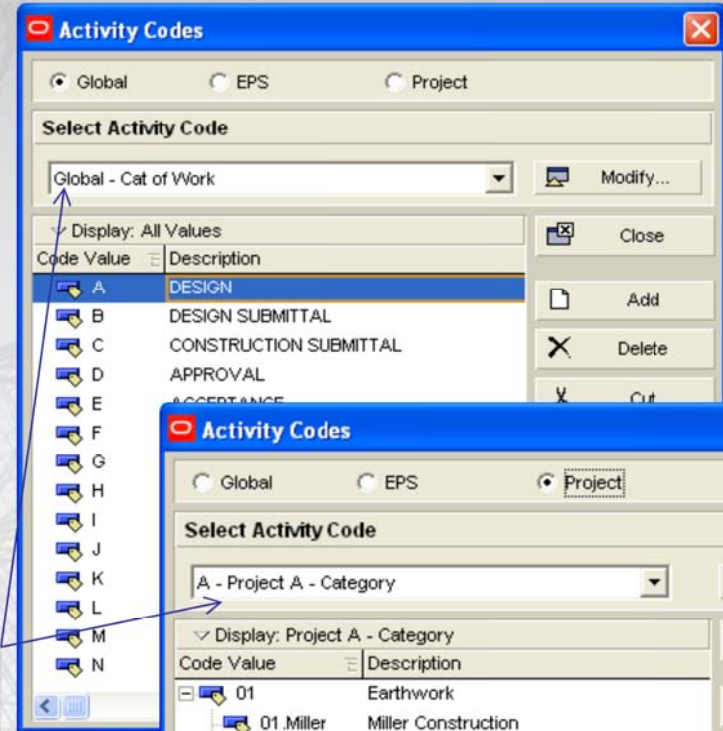 Activity Codes
Global EPS Project
Select Activity Code
Global - Cat of Work
Modify...
Display: All Values
Close
Code Value Description
A DESIGN
Add
B DESIGN SUBMITTAL
C CONSTRUCTION SUBMITTAL
Delete
D APPROVAL
E ACCEPTANCE
Cut
F
G
H
I
J
K
L
M
N
Activity Codes
Global EPS Project
Select Activity Code
A - Project A - Category
Display: Project A - Category
Code Value Description
01 Earthwork
01.Miller Miller Construction